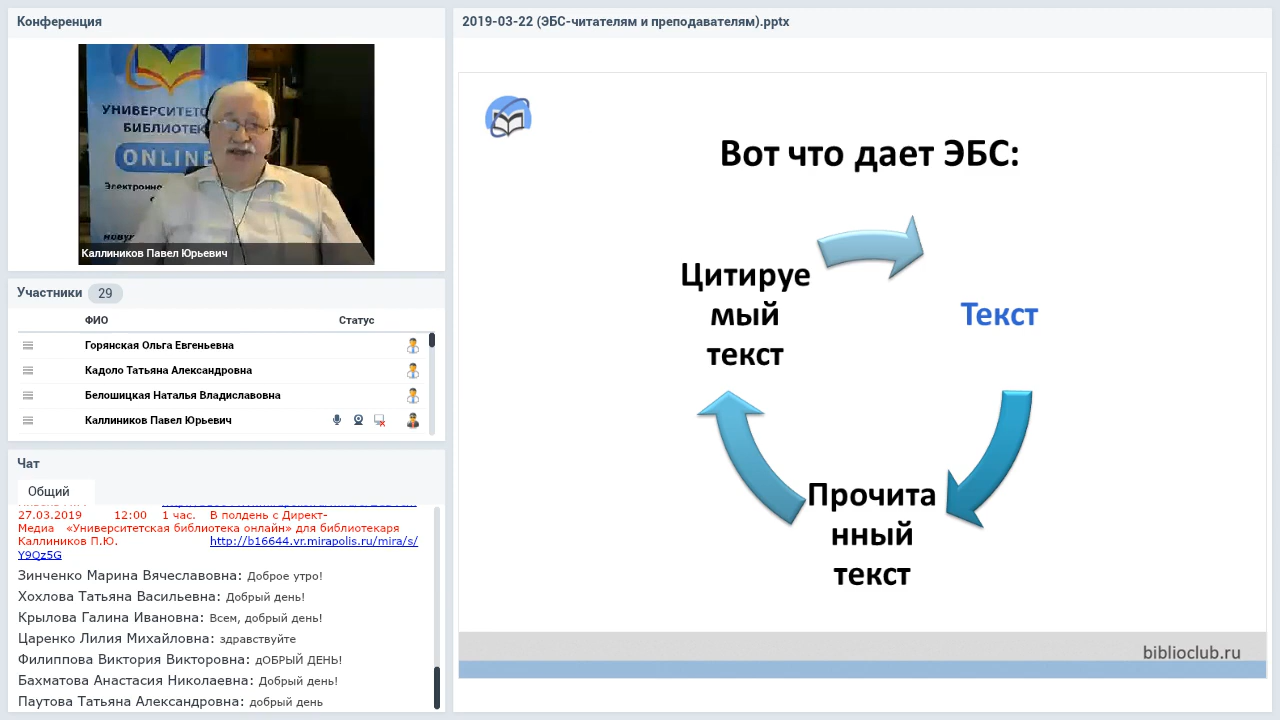 Конференция
УНИВЕРСИТЕТС
БИБЛИОТЕК
ONLINE
Каллиников Павел Юрьевич
Участники 29
ФИО Статус
Горянская Ольга Евгеньевна
Кадоло Татьяна Александровна
Белошицкая Наталья Владиславовна
Каллиников Павел Юрьевич
Чат
Общий
27.03.2019 12:00 1 час. В полдень с Директ-
Медиа «Университетская библиотека онлайн» для библиотекаря
Каллиников П.Ю. http://b16644.vr.mirapolis.ru/mira/s/
Y9Qz5G
Зинченко Марина Вячеславовна: Доброе утро!
Хохлова Татьяна Васильевна: Добрый день!
Крылова Галина Ивановна: Всем, добрый день!
Царенко Лилия Михайловна: здравствуйте
Филиппова Виктория Викторовна: дОБРЫЙ ДЕНЬ!
Бахматова Анастасия Николаевна: Добрый день!
Паутова Татьяна Александровна: добрый день
2019-03-22 (ЭБС-читателям и преподавателям).pptx
Вот что дает ЭБС:
Цитируе
мый
текст
Текст
Прочита
нный
текст
biblioclub.ru